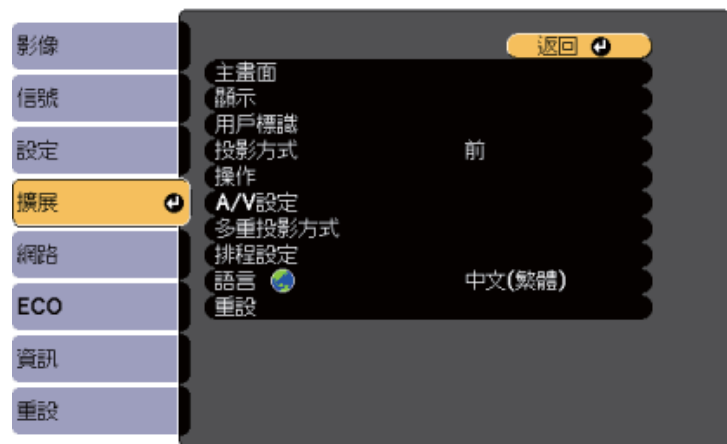 影像
信號
設定
擴展
網路
ECO
資訊
重設
返回
主畫面
顯示
用戶標識
投影方式 前
操作
A/V設定
多重投影方式
排程設定
語言 中文(繁體)
重設